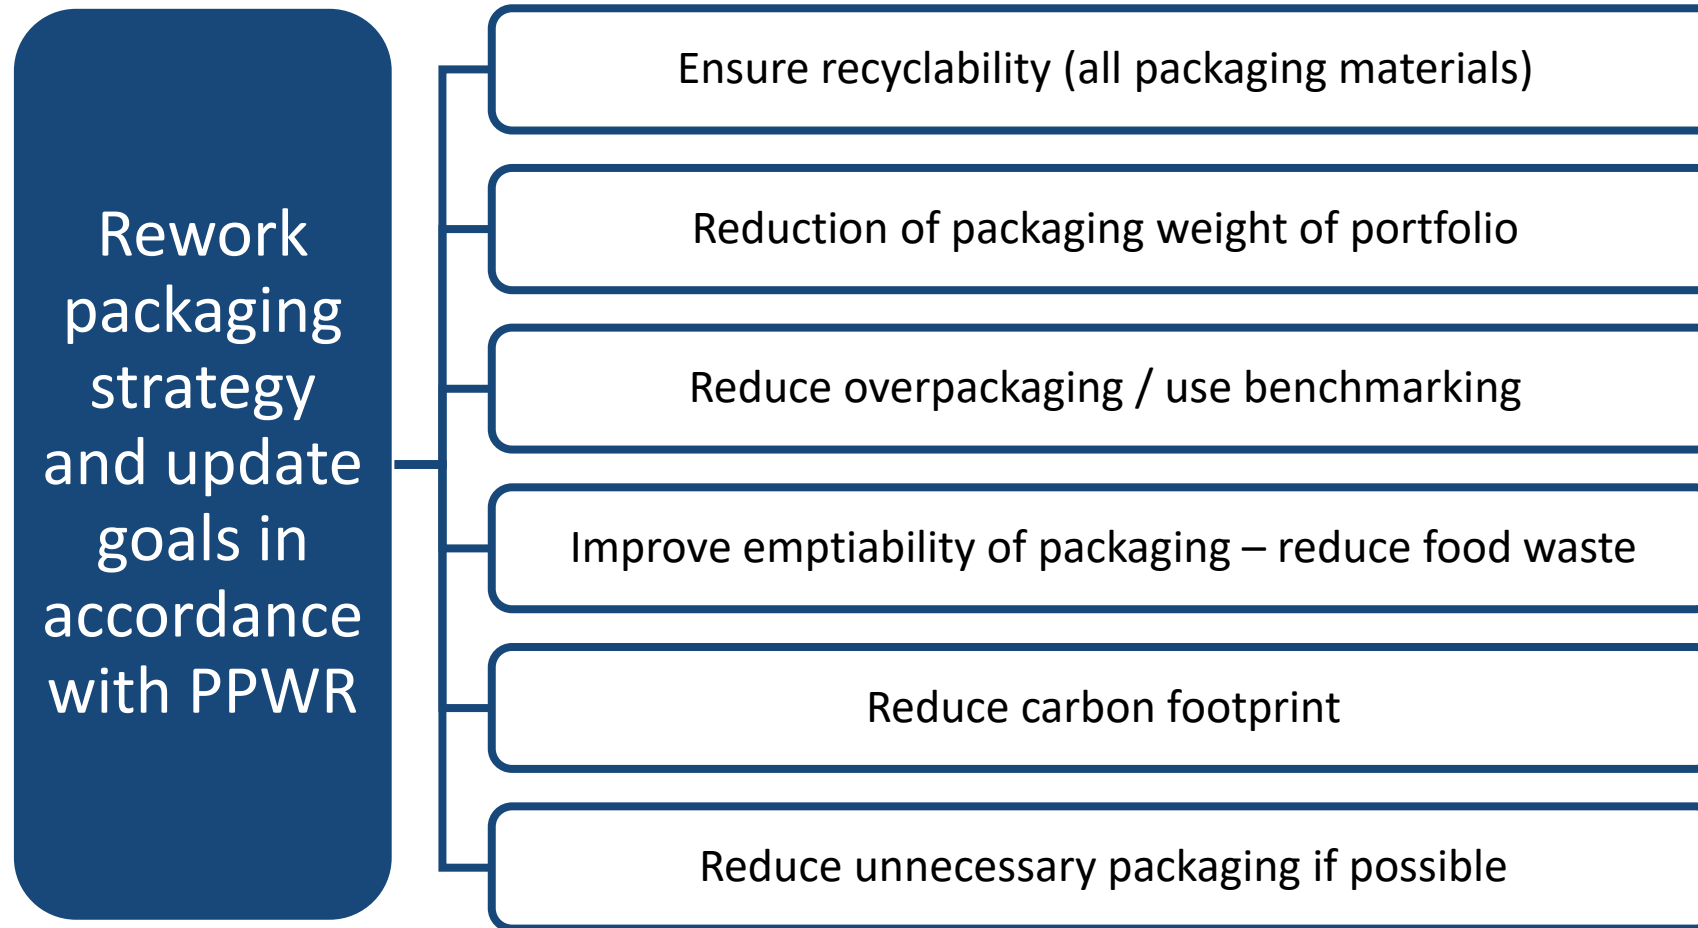 Rework
packaging
strategy
and update
goals in
accordance
with PPWR
Ensure recyclability (all packaging materials)
Reduction of packaging weight of portfolio
Reduce overpackaging / use benchmarking
Improve emptiability of packaging – reduce food waste
Reduce carbon footprint
Reduce unnecessary packaging if possible